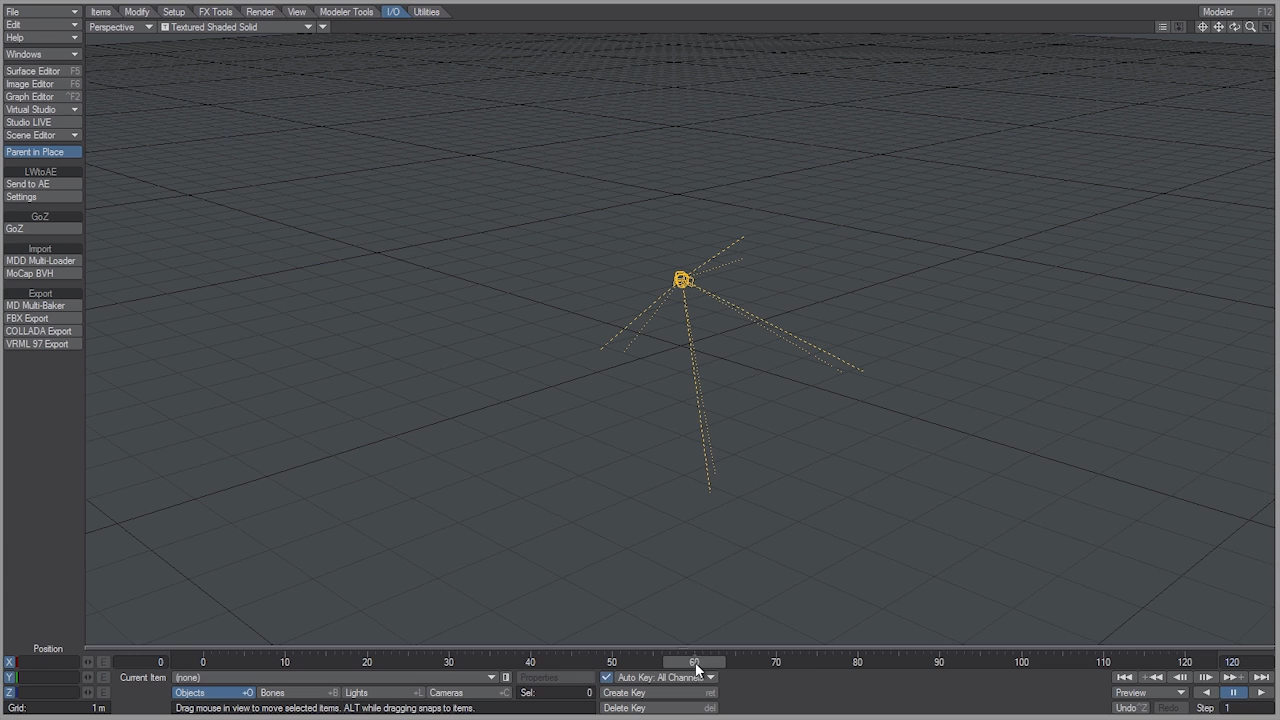 File Items Modify Setup FX Tools Render View Modeler Tools I/O Utilities Modeler F12
Edit Perspective T Textured Shaded Solid
Help
Windows
Surface Editor F5
Image Editor F6
Graph Editor ^F2
Virtual Studio
Studio LIVE
Scene Editor
Parent in Place
LWtoAE
Send to AE
Settings
GoZ
GoZ
Import
MDD Multi-Loader
MoCap BVH
Export
MD Multi-Baker
FBX Export
COLLADA Export
VRML 97 Export
Position
X E 0 0 10 20 30 40 50 60 70 80 90 100 110 120 120
Y E Current Item (none) Properties Auto Key: All Channels
Z E Objects +O Bones +B Lights +L Cameras +C Sel: 0 Create Key ret Preview
Grid: 1 m Drag mouse in view to move selected items. ALT while dragging snaps to items. Delete Key del Undo ^Z Redo Step 1